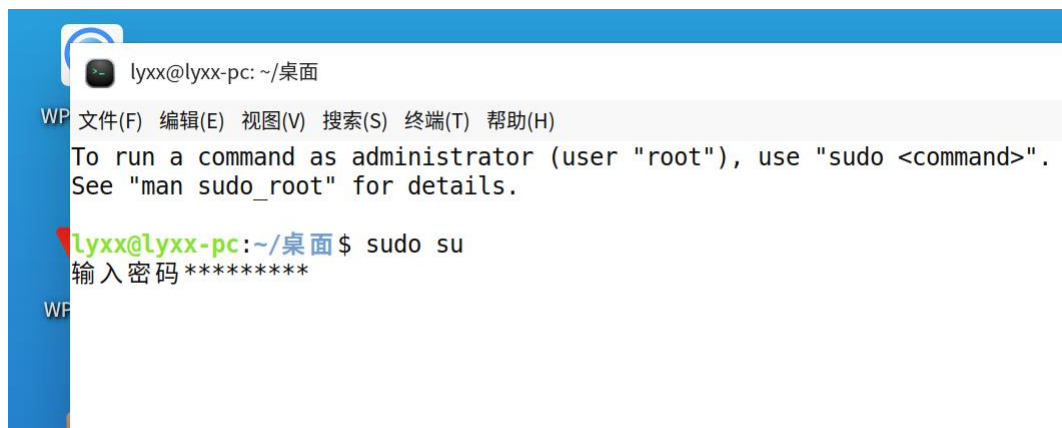 lyxx@lyxx-pc: ~/桌面
WP
文件(F) 编辑(E) 视图(V) 搜索(S) 终端(T) 帮助(H)
To run a command as administrator (user "root"), use "sudo <command>".
See "man sudo_root" for details.
lyxx@lyxx-pc:~/桌面$ sudo su
输入密码*********
WP